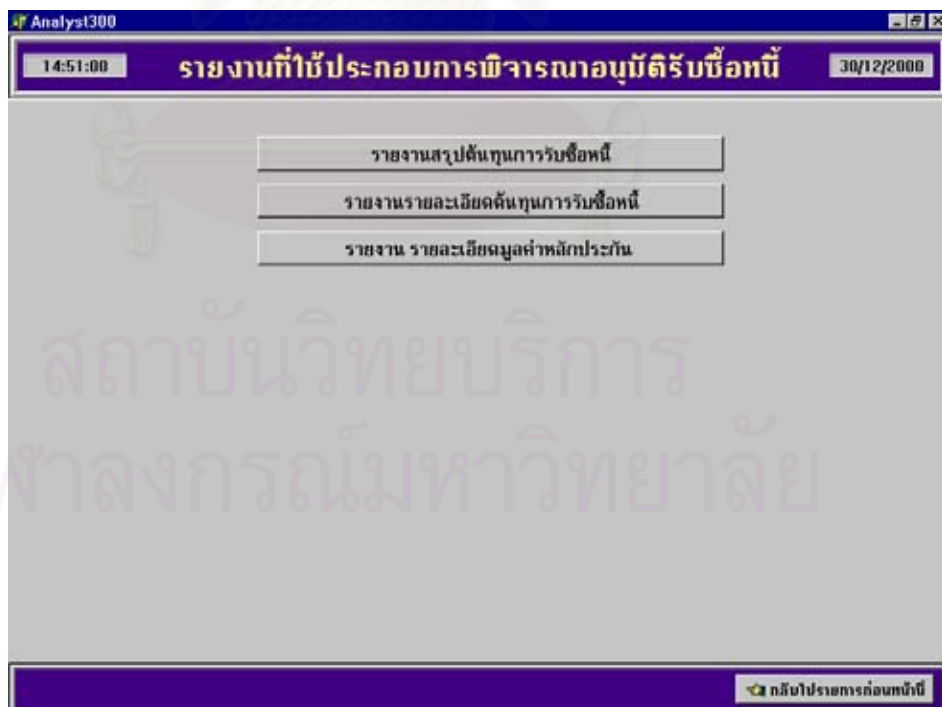 Analyst300
14:51:00
รายงานที่ใช้ประกอบการพิจารณาอนุมัติรับซื้อหนี้
30/12/2000
รายงานสรุปต้นทุนการรับซื้อหนี้
รายงานรายละเอียดต้นทุนการรับซื้อหนี้
รายงาน รายละเอียดมูลค่าหลักประกัน
สถาบันวิทยบริการ
จุฬาลงกรณ์มหาวิทยาลัย
กลับไปรายการก่อนหน้านี้